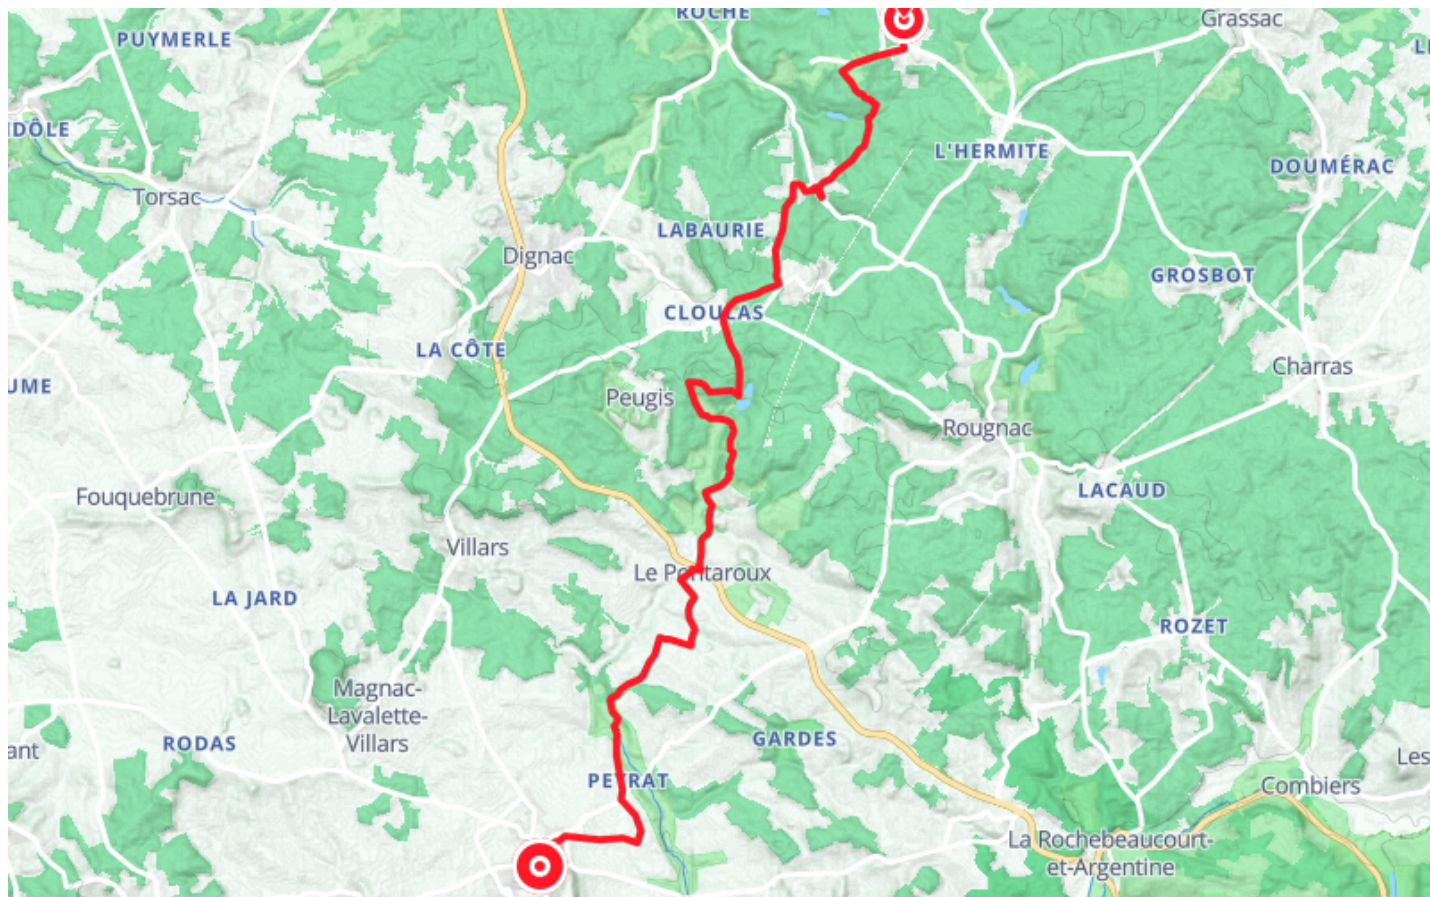 ROCHE
Grassac
PUYMERLE
IDÔLE
L'HERMITE
DOUMÉRAC
Torsac
LABAURIE
Dignac
GROSBOT
CLOULAS
LA CÔTE
Charras
UME
Peugis
Rougnac
Fouquebrune
LACAUD
Villars
Le Pontaroux
LA JARD
ROZET
Magnac-
Lavalette-
Villars
RODAS
GARDES
ant
Les
PEYRAT
Combiers
La Rochebeaucourt-
et-Argentine